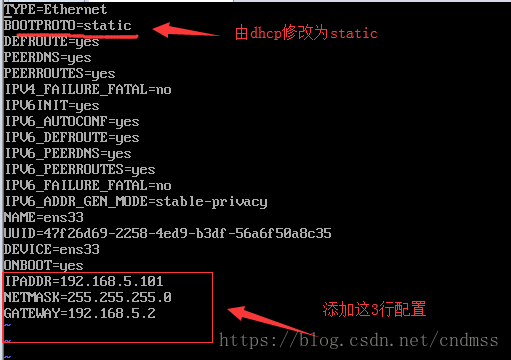 TYPE=Ethernet
BOOTPROTO=static
由dhcp修改为static
DEFROUTE=yes
PEERDNS=yes
PEERROUTES=yes
IPV4_FAILURE_FATAL=no
IPV6INIT=yes
IPV6_AUTOCONF=yes
IPV6_DEFROUTE=yes
IPV6_PEERDNS=yes
IPV6_PEERROUTES=yes
IPV6_FAILURE_FATAL=no
IPV6_ADDR_GEN_MODE=stable-privacy
NAME=ens33
UUID=47f26d69-2258-4ed9-b3df-56a6f50a8c35
DEVICE=ens33
ONBOOT=yes
IPADDR=192.168.5.101
NETMASK=255.255.255.0
GATEWAY=192.168.5.2
添加这3行配置
~
~
~
https://blog.csdn.net/cndmss